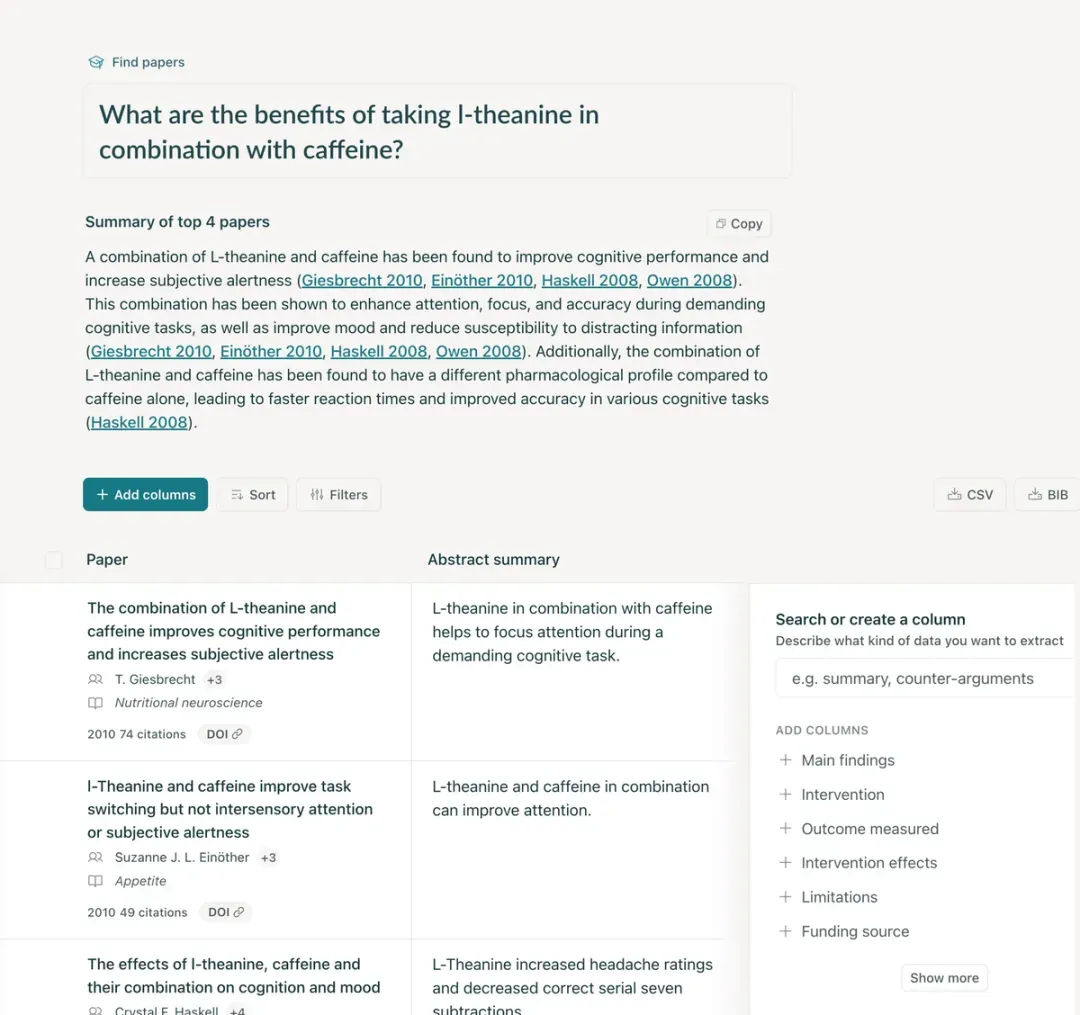 Find papers
What are the benefits of taking l-theanine in
combination with caffeine?
Summary of top 4 papers
Copy
A combination of L-theanine and caffeine has been found to improve cognitive performance and
increase subjective alertness (Giesbrecht 2010, Einöther 2010, Haskell 2008, Owen 2008).
This combination has been shown to enhance attention, focus, and accuracy during demanding
cognitive tasks, as well as improve mood and reduce susceptibility to distracting information
(Giesbrecht 2010, Einöther 2010, Haskell 2008, Owen 2008). Additionally, the combination of
L-theanine and caffeine has been found to have a different pharmacological profile compared to
caffeine alone, leading to faster reaction times and improved accuracy in various cognitive tasks
(Haskell 2008).
+ Add columns
Sort
Filters
CSV
BIB
Paper
Abstract summary
The combination of L-theanine and
caffeine improves cognitive performance
and increases subjective alertness
T. Giesbrecht +3
Nutritional neuroscience
2010 74 citations DOI
L-theanine in combination with caffeine
helps to focus attention during a
demanding cognitive task.
l-Theanine and caffeine improve task
switching but not intersensory attention
or subjective alertness
Suzanne J. L. Einöther +3
Appetite
2010 49 citations DOI
L-theanine and caffeine in combination
can improve attention.
The effects of l-theanine, caffeine and
their combination on cognition and mood
Crystal F. Haskell +4
L-Theanine increased headache ratings
and decreased correct serial seven
subtractions
Search or create a column
Describe what kind of data you want to extract
e.g. summary, counter-arguments
ADD COLUMNS
+ Main findings
+ Intervention
+ Outcome measured
+ Intervention effects
+ Limitations
+ Funding source
Show more